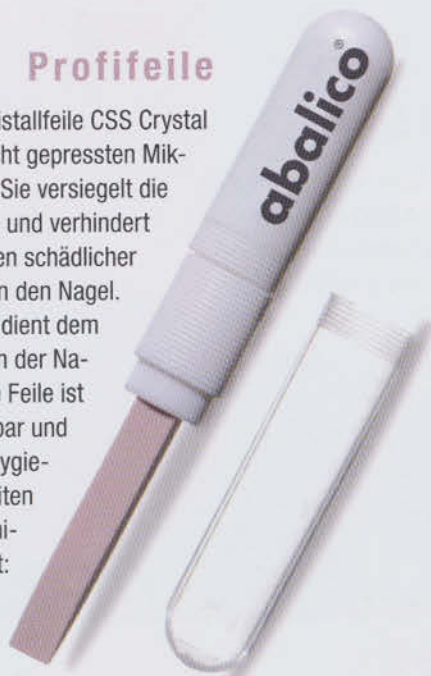 Profifeile
istallfeile CSS Crystal
ht gepressten Mik-
Sie versiegelt die
und verhindert
en schädlicher
n den Nagel.
dient dem
n der Na-
Feile ist
bar und
ygie-
iten
ni-
t:
abalico®